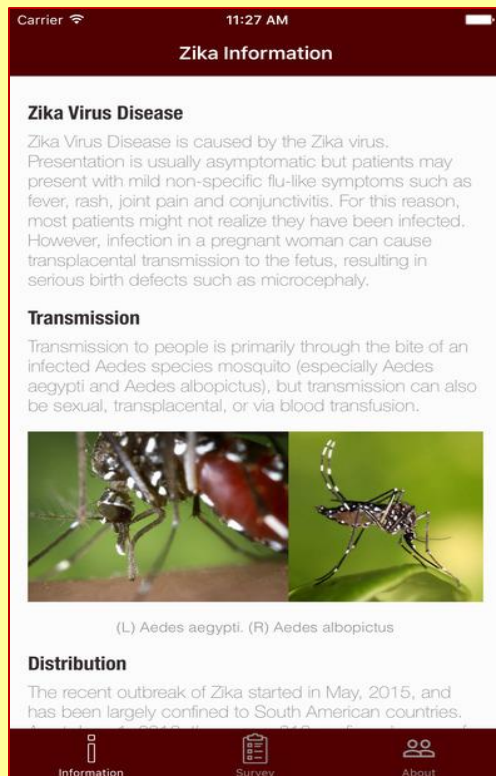 Carrier
11:27 AM
Zika Information
Zika Virus Disease
Zika Virus Disease is caused by the Zika virus.
Presentation is usually asymptomatic but patients may
present with mild non-specific flu-like symptoms such as
fever, rash, joint pain and conjunctivitis. For this reason,
most patients might not realize they have been infected.
However, infection in a pregnant woman can cause
transplacental transmission to the fetus, resulting in
serious birth defects such as microcephaly.
Transmission
Transmission to people is primarily through the bite of an
infected Aedes species mosquito (especially Aedes
aegypti and Aedes albopictus), but transmission can also
be sexual, transplacental, or via blood transfusion.
(L) Aedes aegypti. (R) Aedes albopictus
Distribution
The recent outbreak of Zika started in May, 2015, and
has been largely confined to South American countries.
Information
Survey
About